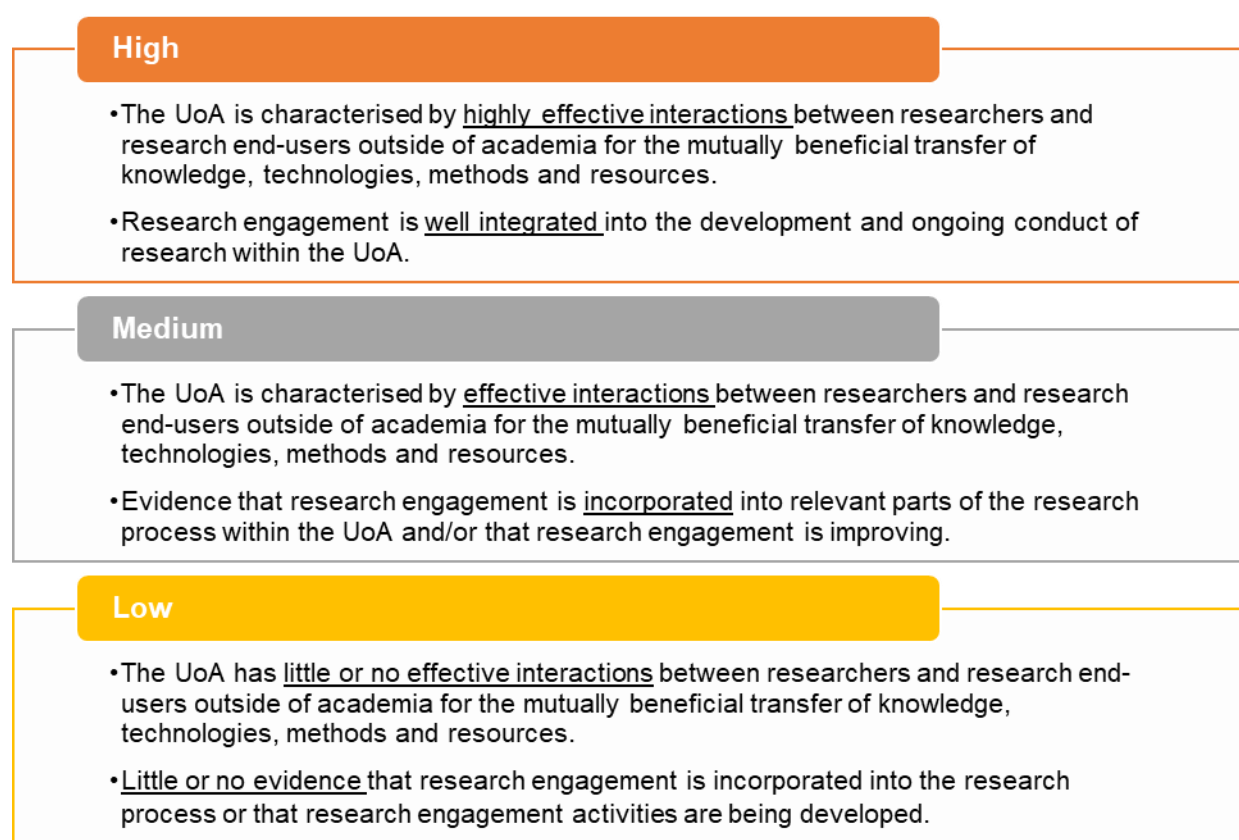 High
•The UoA is characterised by highly effective interactions between researchers and
research end-users outside of academia for the mutually beneficial transfer of
knowledge, technologies, methods and resources.
•Research engagement is well integrated into the development and ongoing conduct of
research within the UoA.
Medium
•The UoA is characterised by effective interactions between researchers and research
end-users outside of academia for the mutually beneficial transfer of knowledge,
technologies, methods and resources.
•Evidence that research engagement is incorporated into relevant parts of the research
process within the UoA and/or that research engagement is improving.
Low
•The UoA has little or no effective interactions between researchers and research end-
users outside of academia for the mutually beneficial transfer of knowledge,
technologies, methods and resources.
•Little or no evidence that research engagement is incorporated into the research
process or that research engagement activities are being developed.